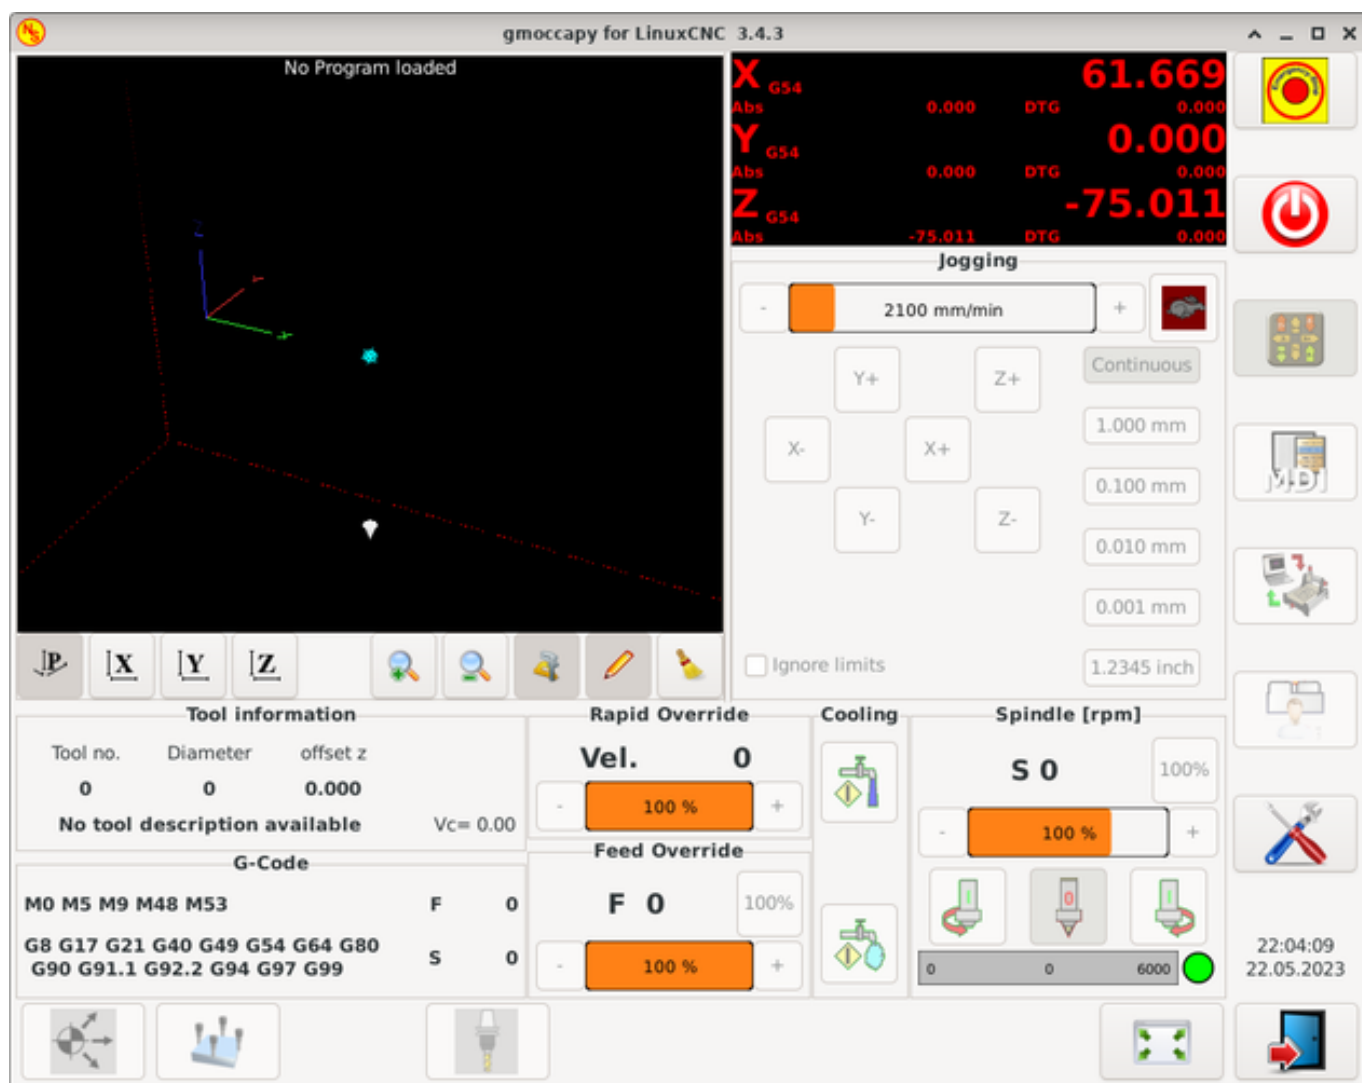 gmoccapy for LinuxCNC 3.4.3
No Program loaded
X G54 61.669
Abs 0.000 DTG 0.000
Y G54 0.000
Abs 0.000 DTG 0.000
Z G54 -75.011
Abs -75.011 DTG 0.000
Jogging
- 2100 mm/min +
Y+ Z+ Continuous
X- X+ 1.000 mm
0.100 mm
Y- Z- 0.010 mm
0.001 mm
Ignore limits 1.2345 inch
MDI
P X Y Z
Tool information
Tool no. Diameter offset z
0 0 0.000
No tool description available Vc= 0.00
Rapid Override
Vel. 0
- 100 % +
Cooling
Spindle [rpm]
S 0 100%
- 100 % +
0 0 6000
G-Code
M0 M5 M9 M48 M53 F 0
G8 G17 G21 G40 G49 G54 G64 G80
G90 G91.1 G92.2 G94 G97 G99 S 0
Feed Override
F 0 100%
- 100 % +
22:04:09
22.05.2023